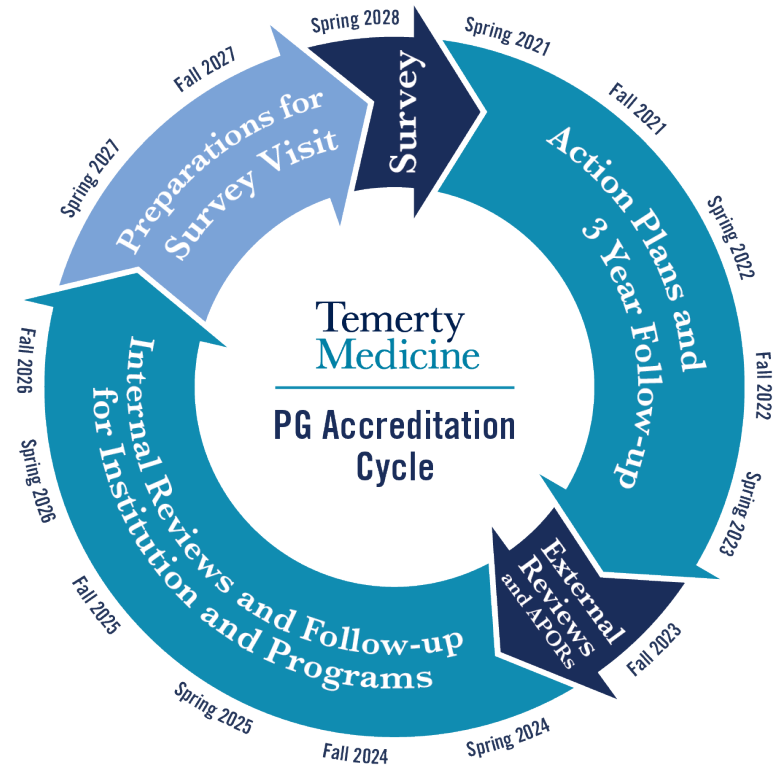 Temerty
Medicine
PG Accreditation
Cycle
Survey
Action Plans and
3 Year Follow-up
External
Reviews
and APORs
Internal Reviews and Follow-up
for Institution and Programs
Preparations for
Survey Visit
Spring 2021
Fall 2021
Spring 2022
Fall 2022
Spring 2023
Fall 2023
Spring 2024
Fall 2024
Spring 2025
Fall 2025
Spring 2026
Fall 2026
Spring 2027
Fall 2027
Spring 2028